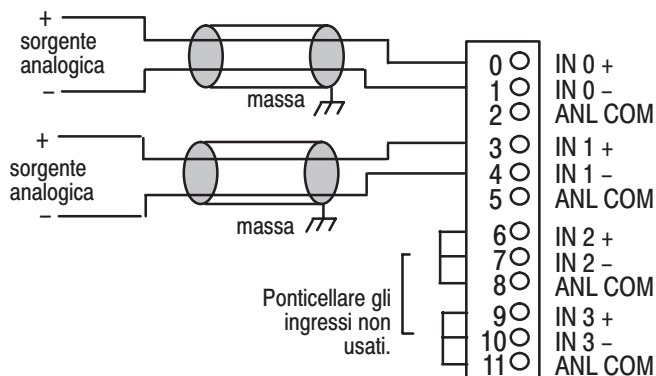 +
sorgente
analogica
–
massa
+
sorgente
analogica
–
massa
Ponticellare gli
ingressi non
usati.
0 IN 0 +
1 IN 0 –
2 ANL COM
3 IN 1 +
4 IN 1 –
5 ANL COM
6 IN 2 +
7 IN 2 –
8 ANL COM
9 IN 3 +
10 IN 3 –
11 ANL COM